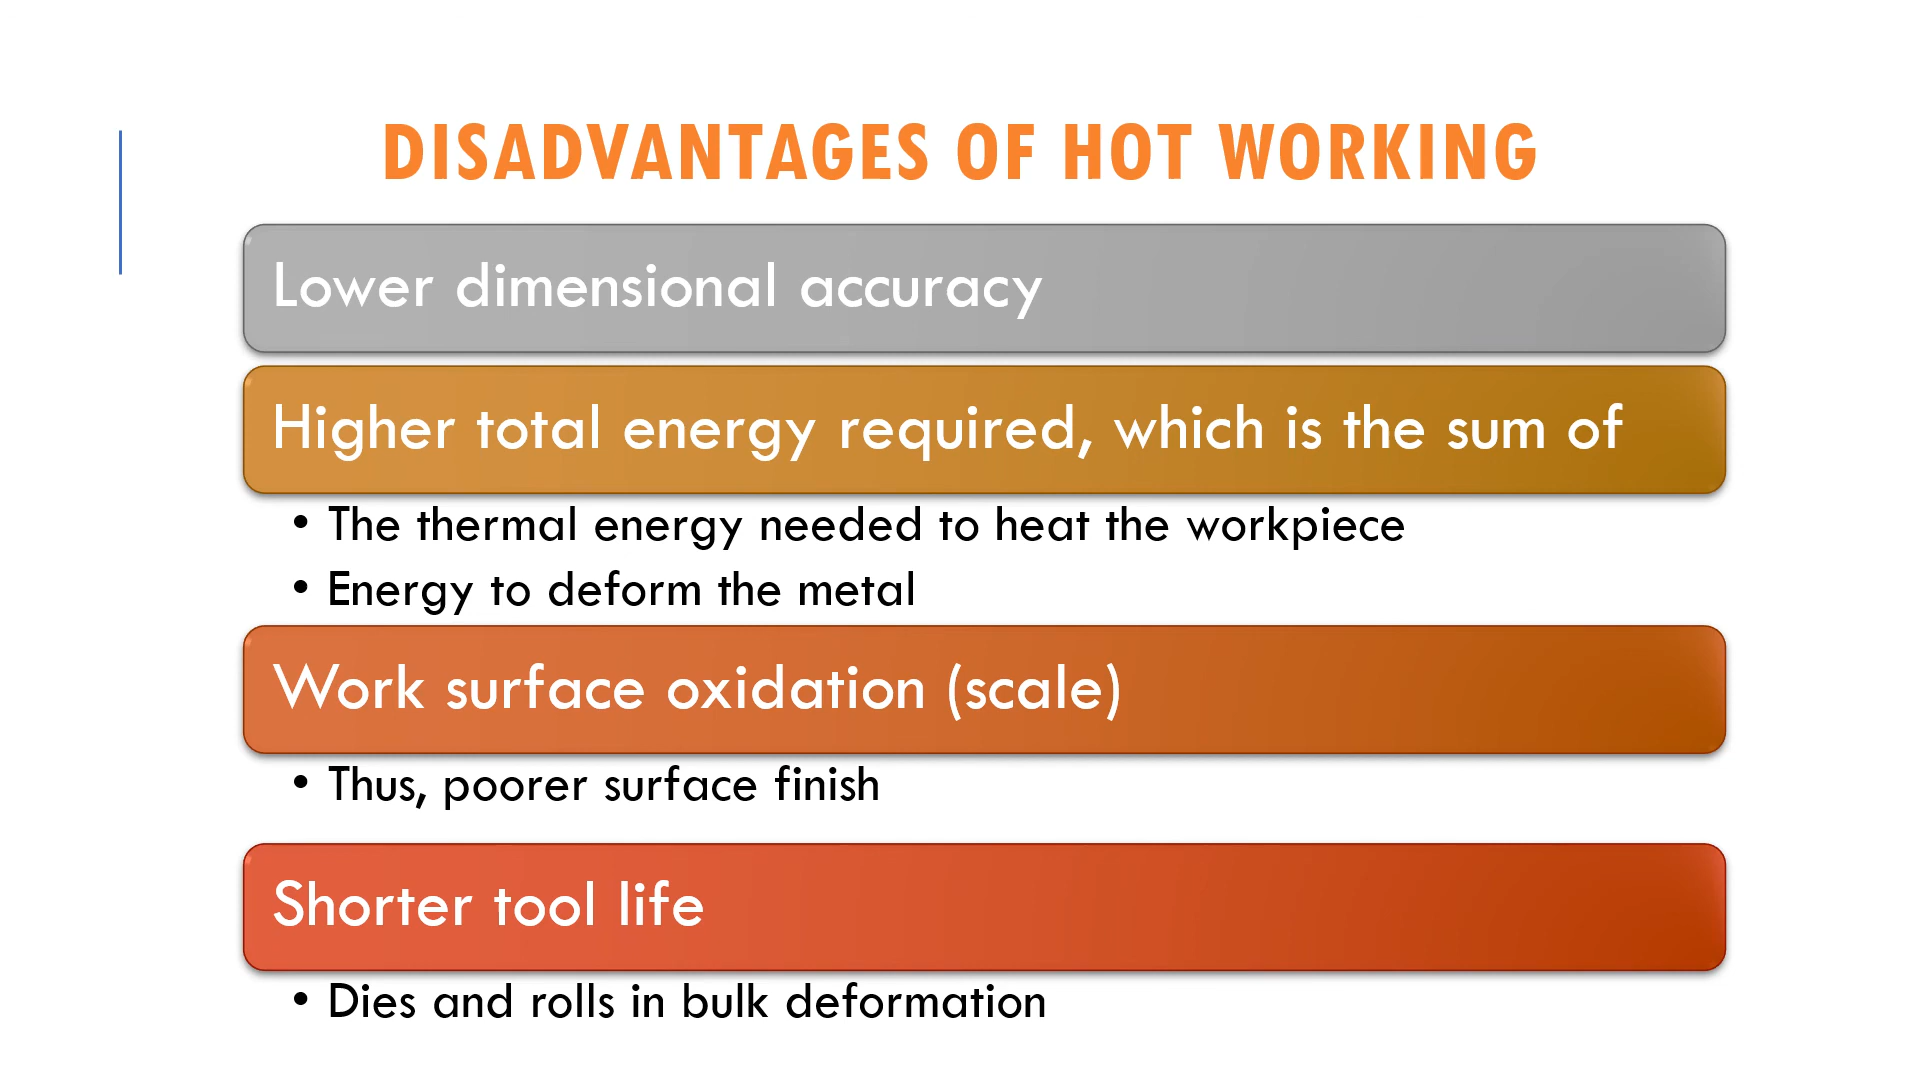 DISADVANTAGES OF HOT WORKING
Lower dimensional accuracy
Higher total energy required, which is the sum of
• The thermal energy needed to heat the workpiece
• Energy to deform the metal
Work surface oxidation (scale)
• Thus, poorer surface finish
Shorter tool life
• Dies and rolls in bulk deformation